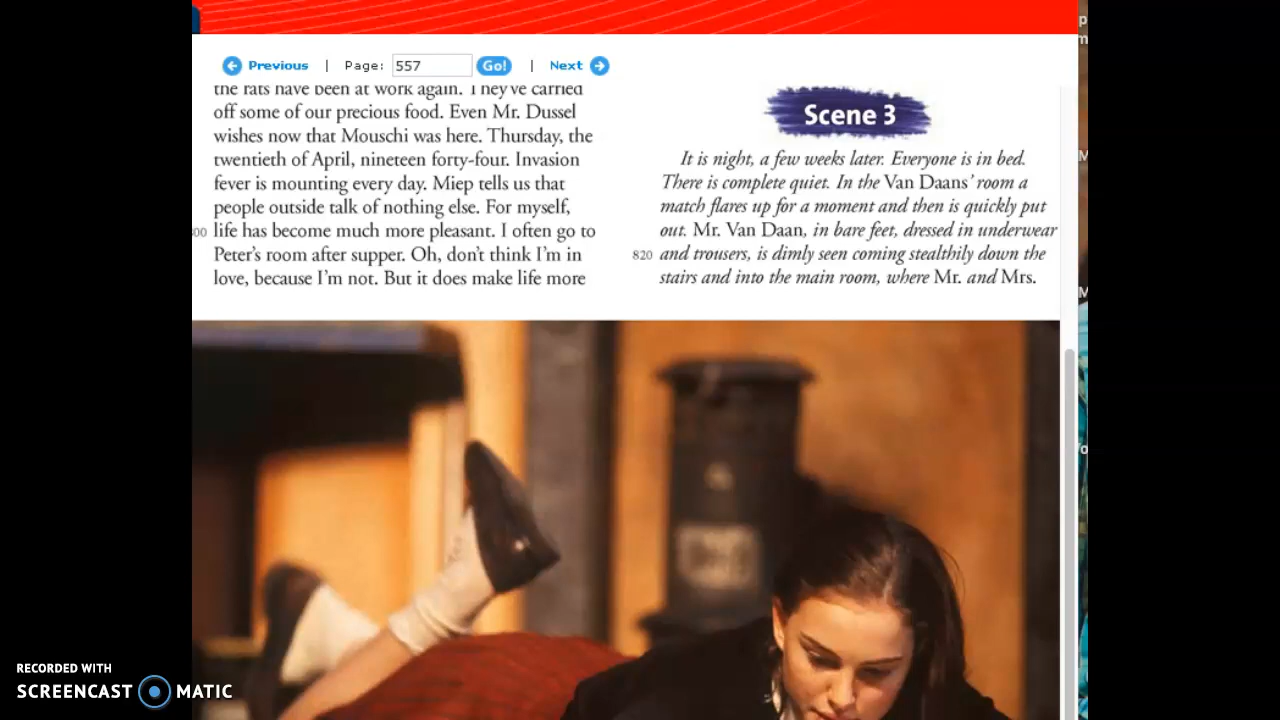 Previous | Page: 557 Go! | Next
the rats have been at work again. They've carried
off some of our precious food. Even Mr. Dussel
wishes now that Mouschi was here. Thursday, the
twentieth of April, nineteen forty-four. Invasion
fever is mounting every day. Miep tells us that
people outside talk of nothing else. For myself,
800 life has become much more pleasant. I often go to
Peter's room after supper. Oh, don't think I'm in
love, because I'm not. But it does make life more
Scene 3
It is night, a few weeks later. Everyone is in bed.
There is complete quiet. In the Van Daans' room a
match flares up for a moment and then is quickly put
out. Mr. Van Daan, in bare feet, dressed in underwear
820 and trousers, is dimly seen coming stealthily down the
stairs and into the main room, where Mr. and Mrs.
RECORDED WITH
SCREENCAST MATIC